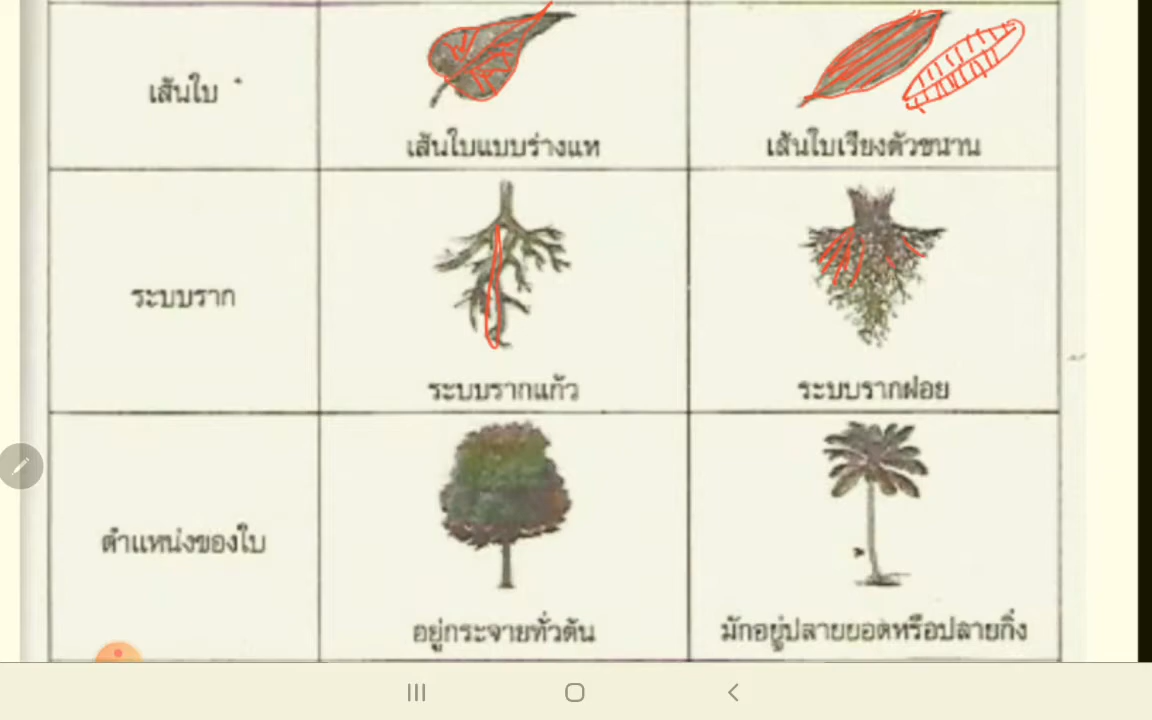 เส้นใบ
เส้นใบแบบร่างแห
เส้นใบเรียงตัวขนาน
ระบบราก
ระบบรากแก้ว
ระบบรากฝอย
ตำแหน่งของใบ
อยู่กระจายทั่วต้น
มักอยู่ปลายยอดหรือปลายกิ่ง